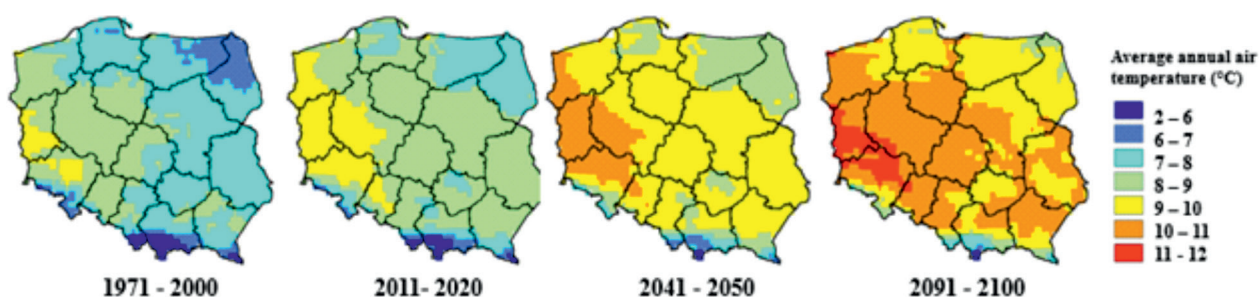 Average annual air
temperature (°C)
2 – 6
6 – 7
7 – 8
8 – 9
9 – 10
10 – 11
11 - 12
1971 - 2000
2011- 2020
2041 - 2050
2091 - 2100